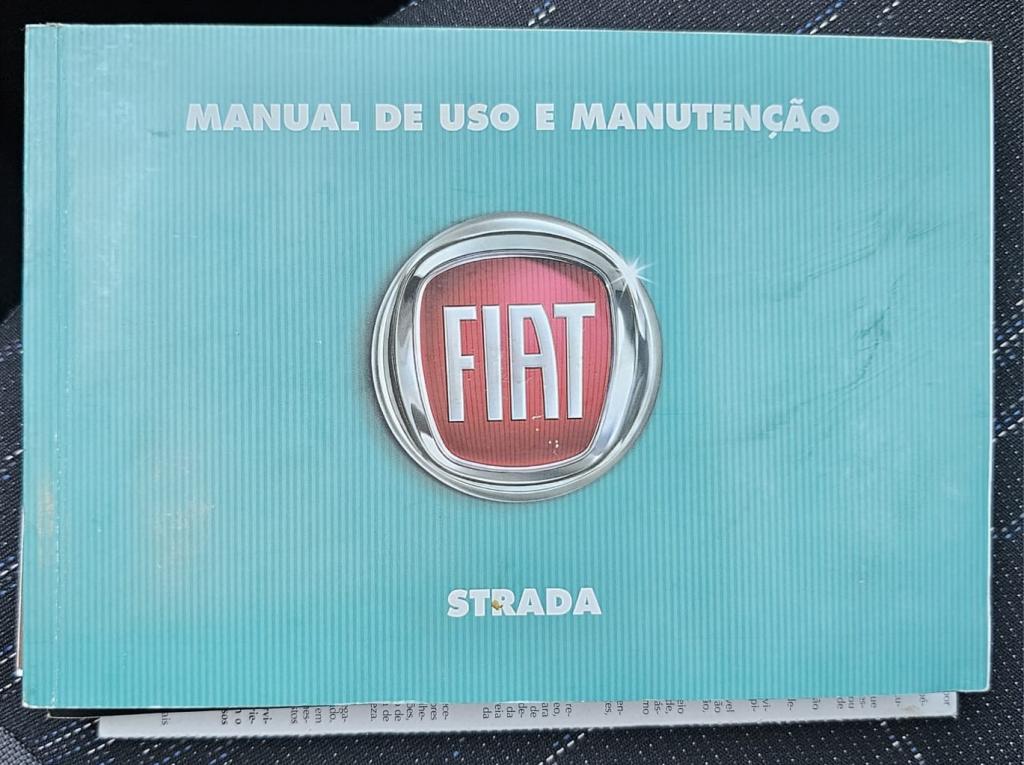 MANUAL DE USO E MANUTENÇÃO
FIAT
STRADA